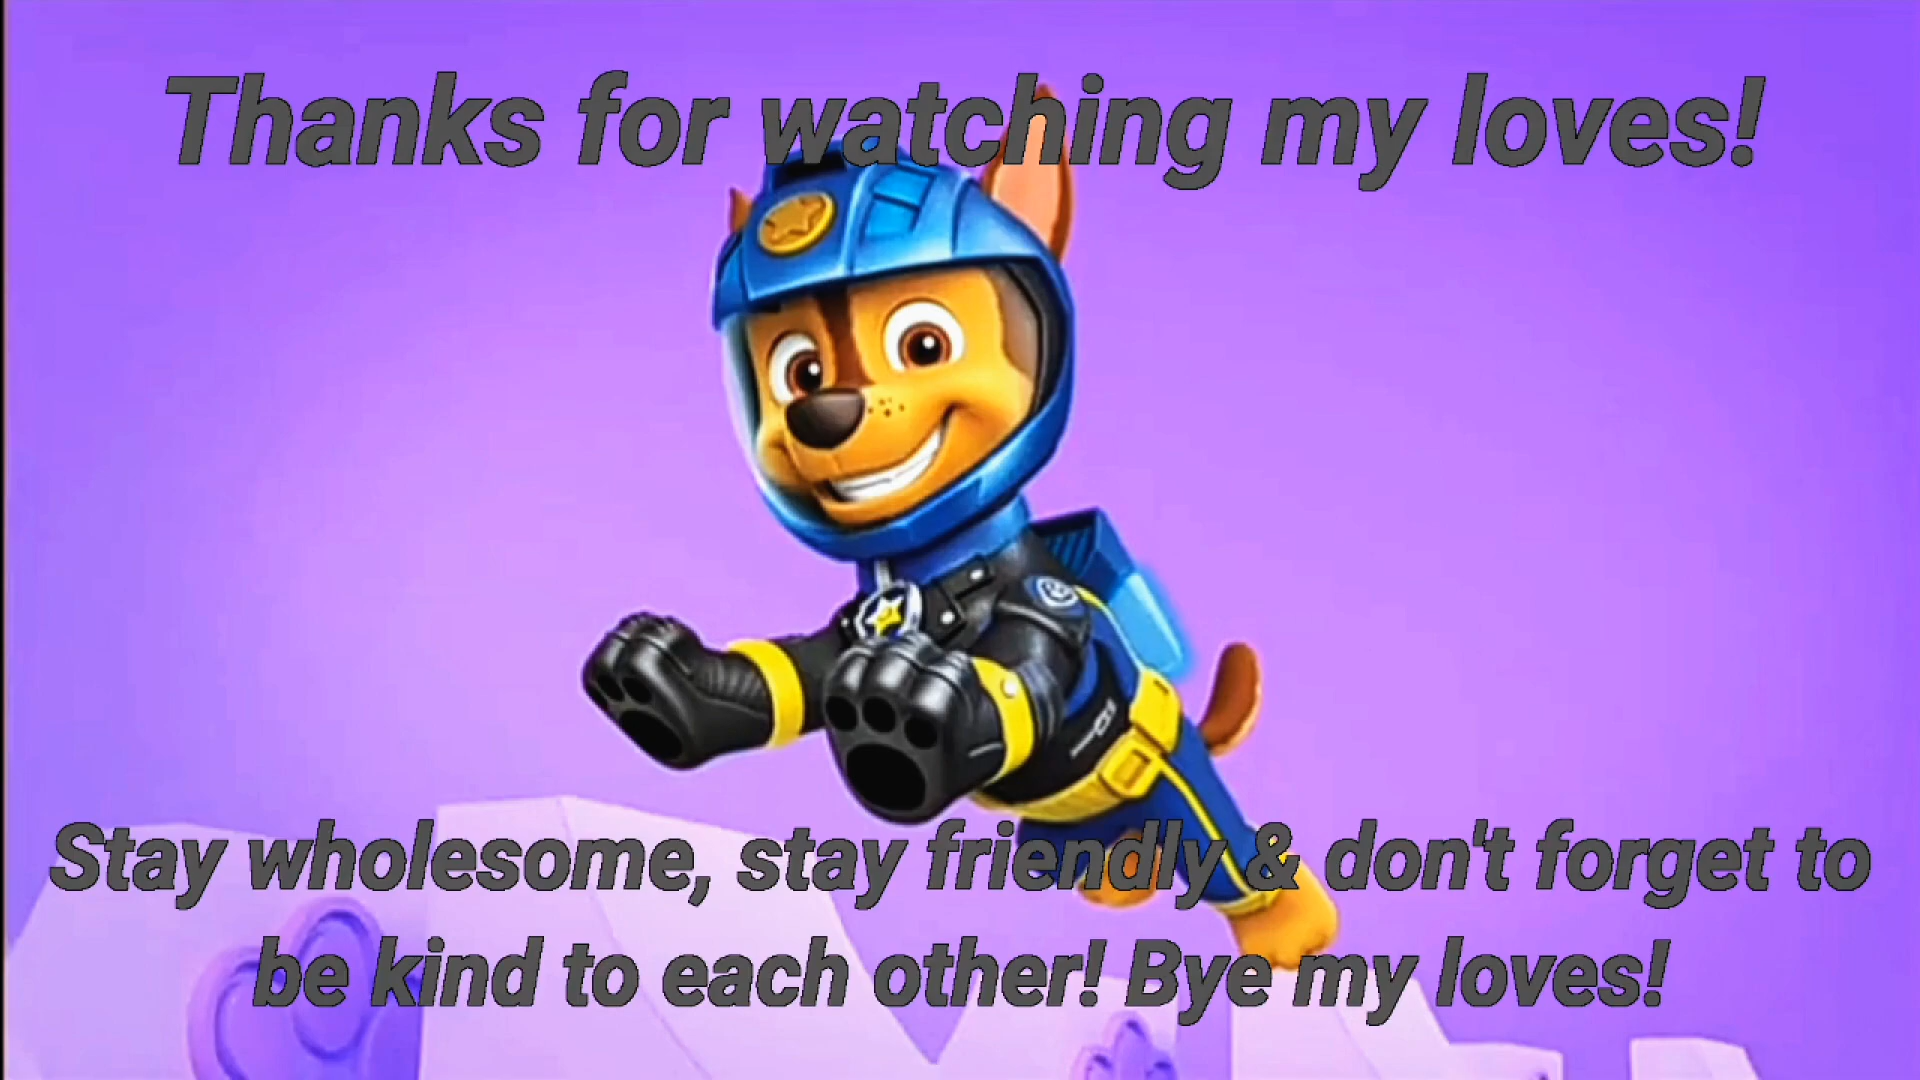 Thanks for watching my loves!
Stay wholesome, stay friendly & don't forget to
be kind to each other! Bye my loves!